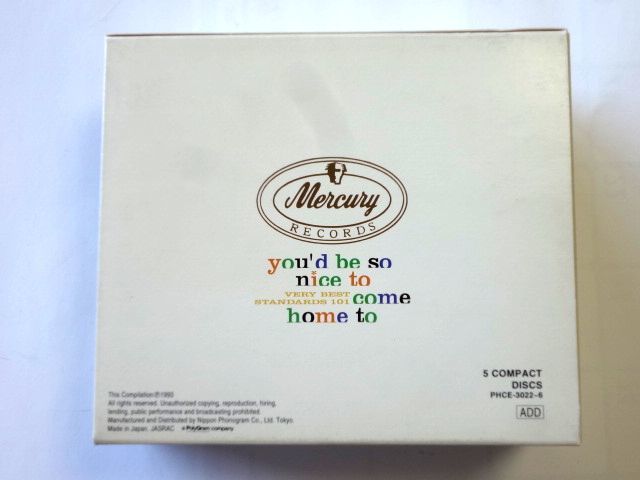 Mercury
RECORDS
you'd be so
nice to
VERY BEST
STANDARDS 101 come
home to
5 COMPACT
DISCS
PHCE-3022~6
ADD
This Compilation ℗1990
All rights reserved. Unauthorized copying, reproduction, hiring,
lending, public performance and broadcasting prohibited.
Manufactured and Distributed by Nippon Phonogram Co., Ltd. Tokyo.
Made in Japan, JASRAC a PolyGram company